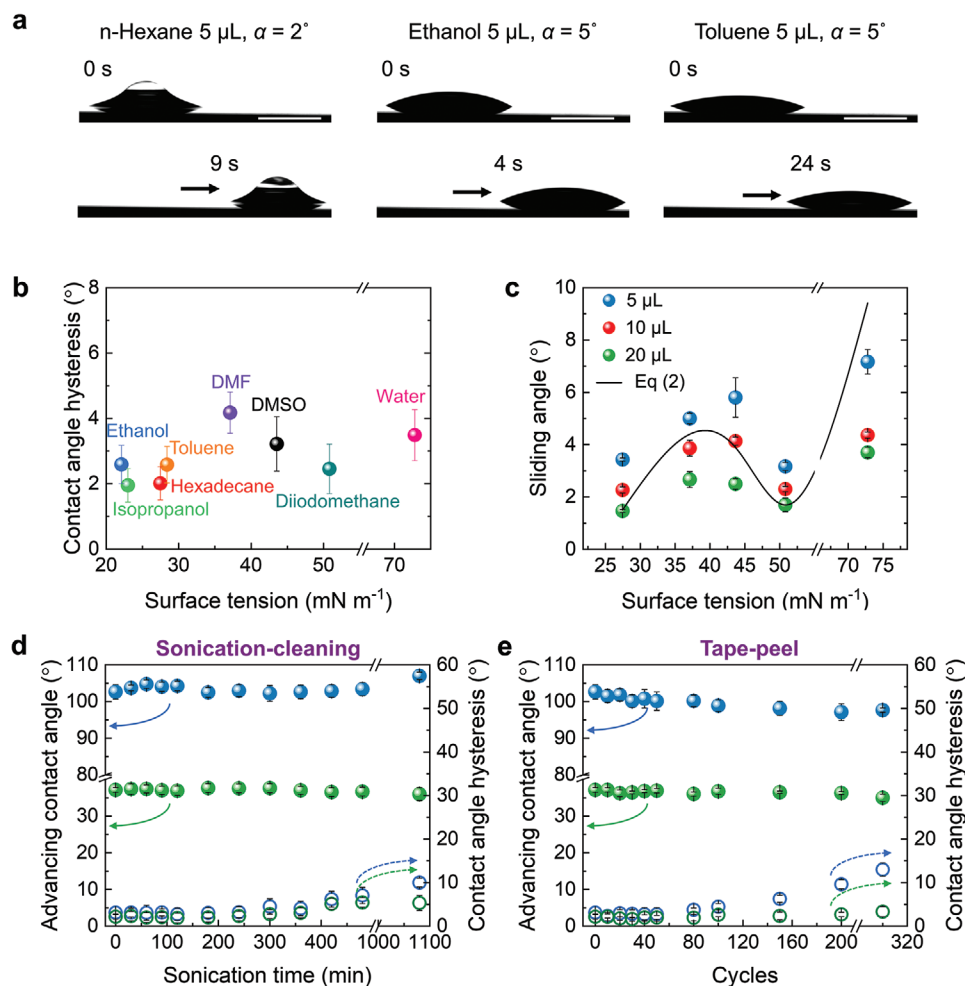 a
n-Hexane 5 µL, α = 2°
Ethanol 5 µL, α = 5°
Toluene 5 µL, α = 5°
0 s
0 s
0 s
9 s
4 s
24 s
b
Contact angle hysteresis (°)
8
6
4
2
0
Ethanol
Isopropanol
Toluene
Hexadecane
DMF
DMSO
Diiodomethane
Water
20 30 40 50 70
Surface tension (mN m⁻¹)
c
Sliding angle (°)
10
8
6
4
2
0
5 µL
10 µL
20 µL
Eq (2)
25 30 35 40 45 50 55 70 75
Surface tension (mN m⁻¹)
d
Sonication-cleaning
Advancing contact angle (°)
110
100
90
80
30
20
10
0
60
50
40
30
20
10
0
Contact angle hysteresis (°)
0 100 200 300 400 1000 1100
Sonication time (min)
e
Tape-peel
Advancing contact angle (°)
110
100
90
80
30
20
10
0
60
50
40
30
20
10
0
Contact angle hysteresis (°)
0 40 80 120 160 200 320
Cycles